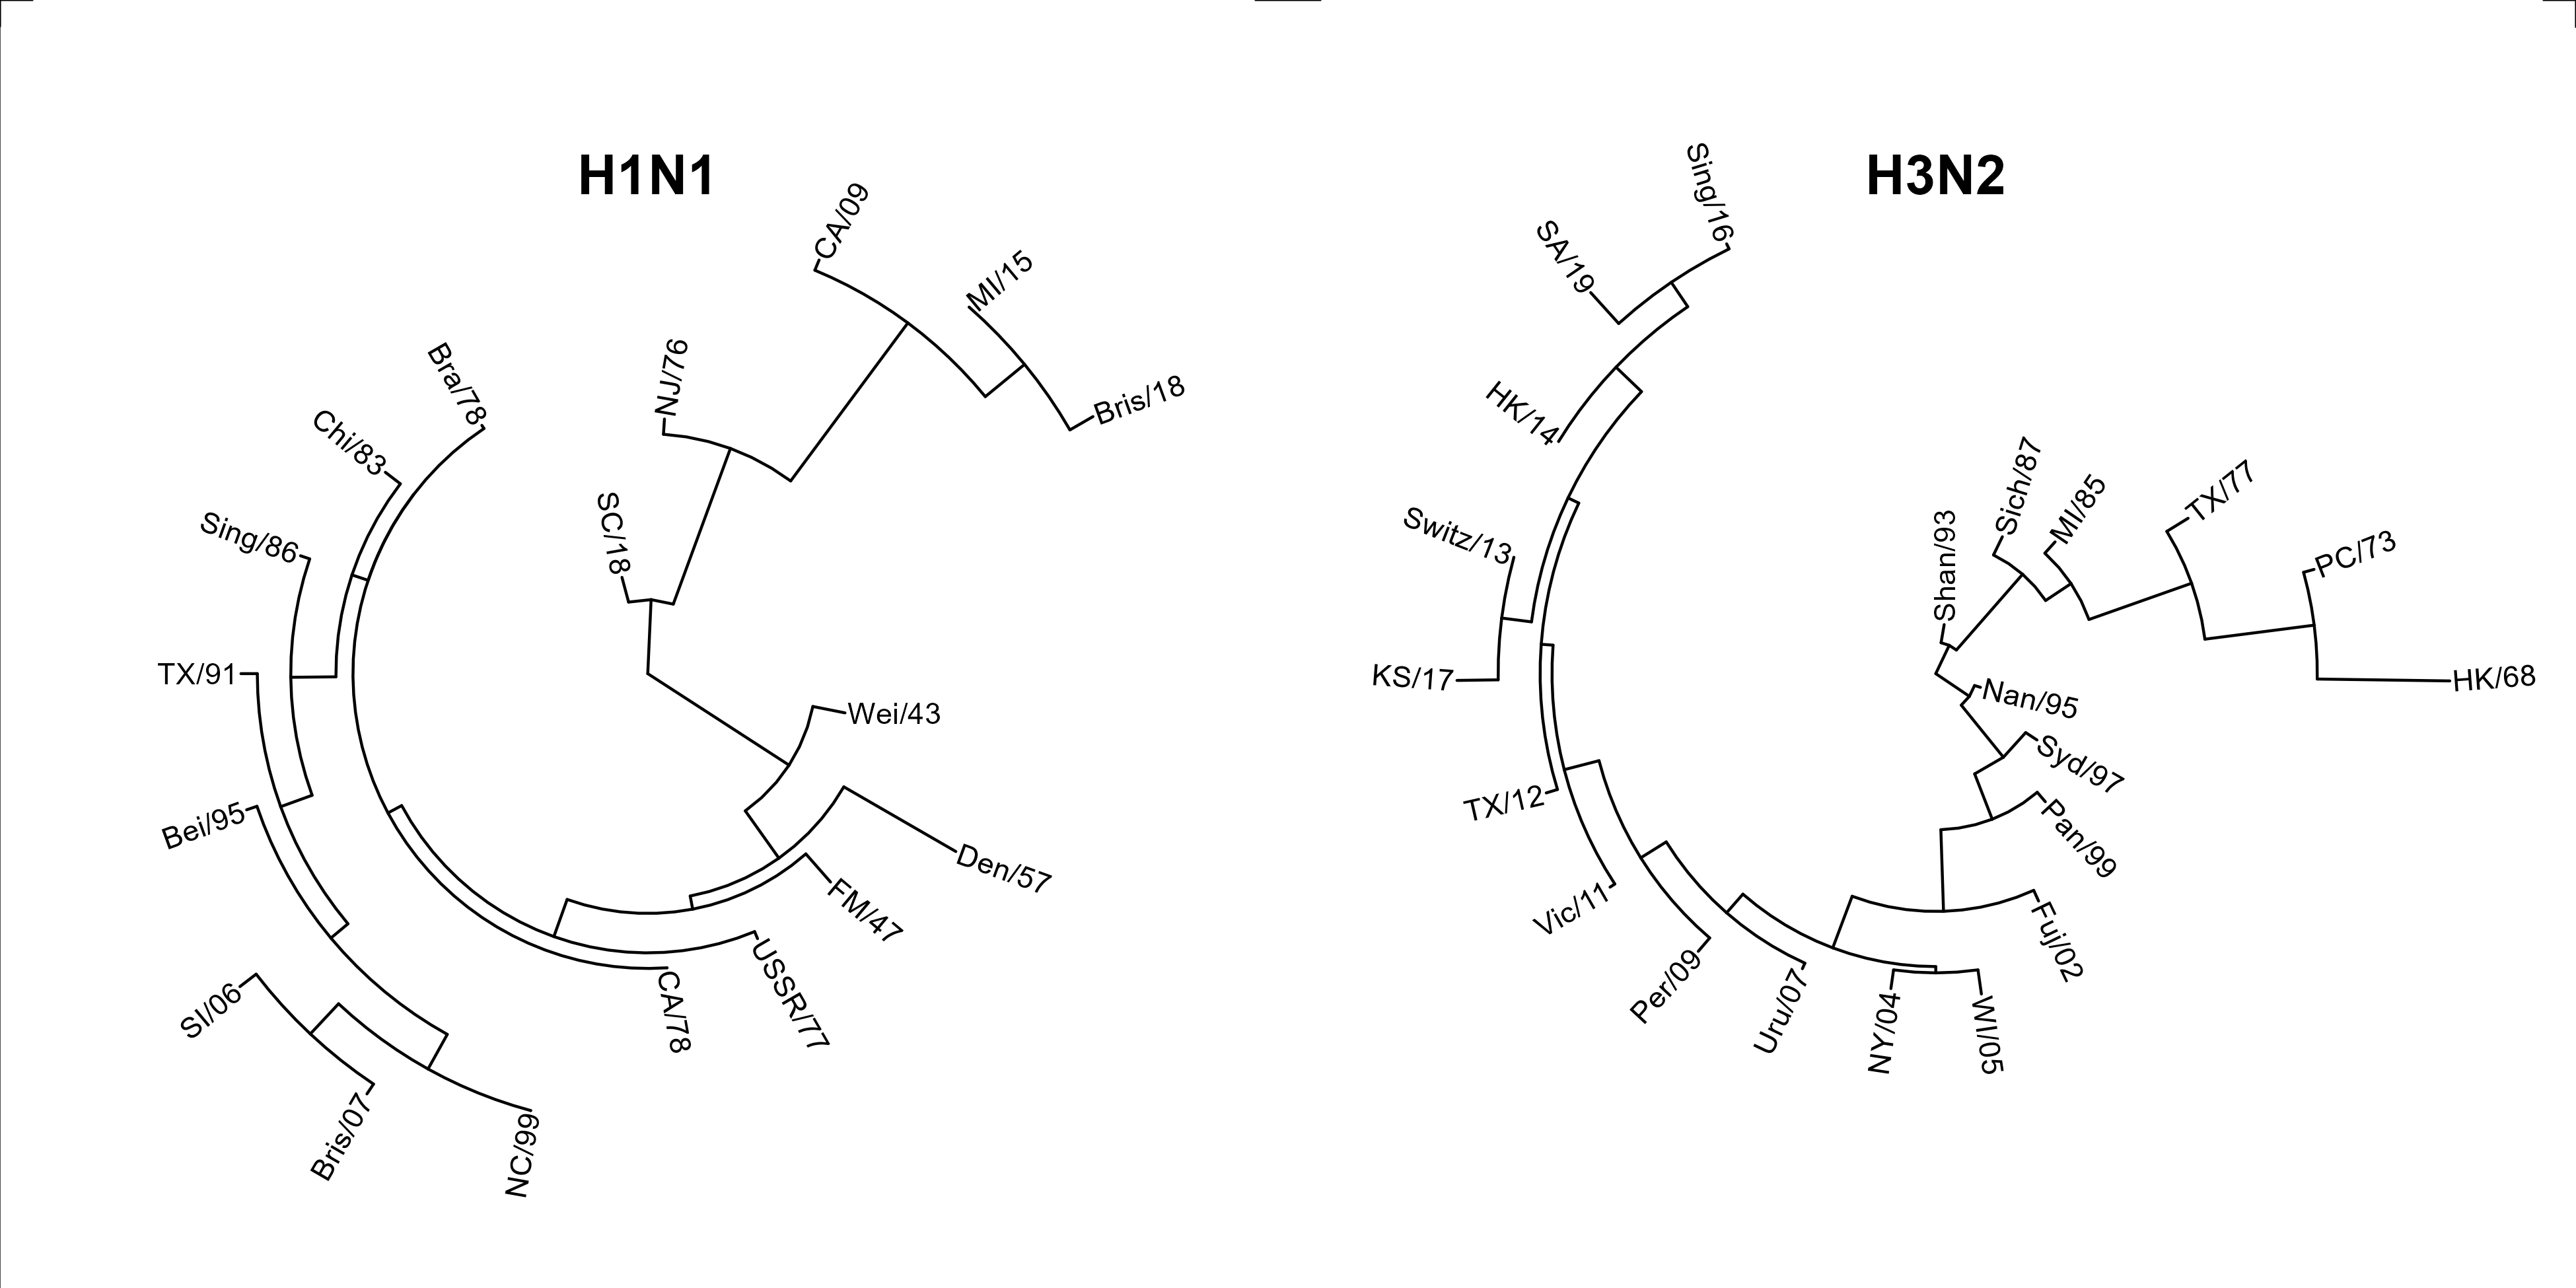 H1N1
CA/09
MI/15
Bris/18
NJ/76
Bra/78
Chi/83
SC/18
Sing/86
TX/91
Wei/43
Bei/95
Den/57
FM/47
USSR/77
CA/78
SI/06
Bris/07
NC/99
H3N2
Sing/16
SA/19
HK/14
Sich/87
MI/85
TX/77
Shan/93
PC/73
Switz/13
KS/17
HK/68
Nan/95
Syd/97
TX/12
Pan/99
Vic/11
Fuj/02
Per/09
Uru/07
NY/04
WI/05